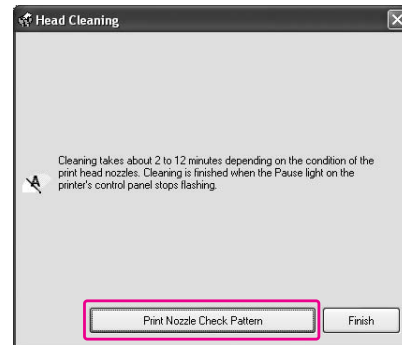 Head Cleaning
Cleaning takes about 2 to 12 minutes depending on the condition of the
print head nozzles. Cleaning is finished when the Pause light on the
printer's control panel stops flashing.
Print Nozzle Check Pattern
Finish